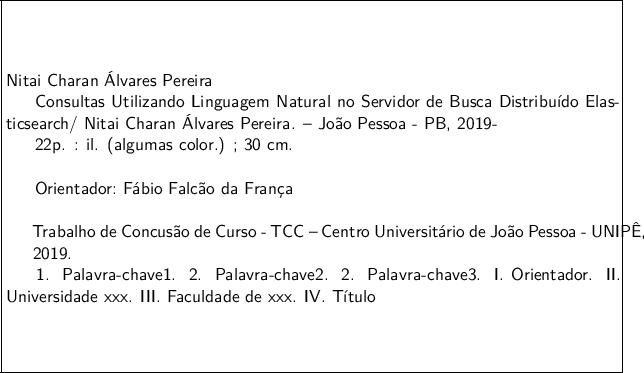 Nitai Charan Álvares Pereira
Consultas Utilizando Linguagem Natural no Servidor de Busca Distribuído Elas-
ticsearch/ Nitai Charan Álvares Pereira. – João Pessoa - PB, 2019-
22p. : il. (algumas color.) ; 30 cm.
Orientador: Fábio Falcão da França
Trabalho de Concusão de Curso - TCC – Centro Universitário de João Pessoa - UNIPÊ,
2019.
1. Palavra-chave1. 2. Palavra-chave2. 2. Palavra-chave3. I. Orientador. II.
Universidade xxx. III. Faculdade de xxx. IV. Título